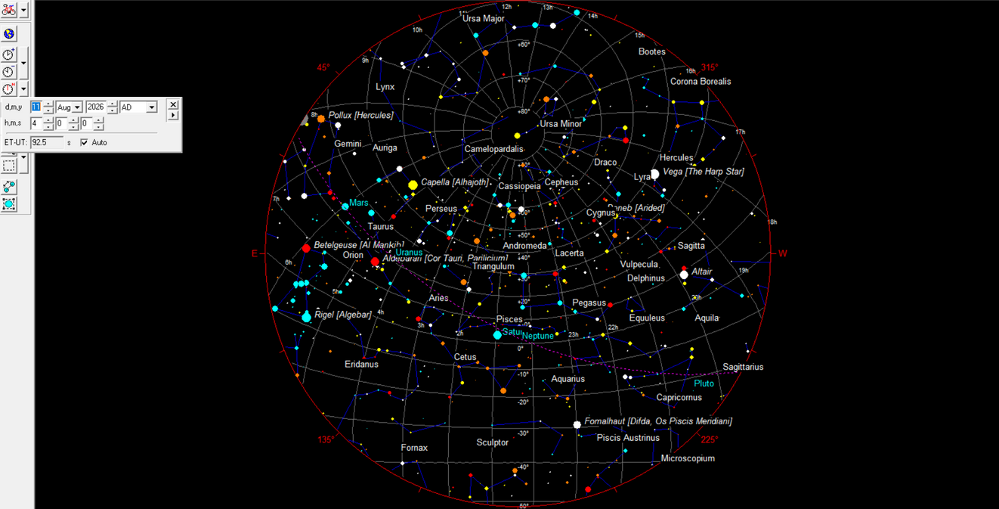 12h
13h
11h
Ursa Major
14h
10h
15h
+60°
Bootes
9h
45°
315°
16h
+70°
Corona Borealis
Lynx
d,m,y 11 Aug 2026 AD
8h
Pollux [Hercules]
+80°
h,m,s 4 0 0
Ursa Minor
17h
ET-UT: 92.5 s Auto
Gemini
Auriga
Camelopardalis
Hercules
Draco
Lyra
Vega [The Harp Star]
Capella [Alhajoth]
Cassiopeia
Cepheus
7h
Mars
Perseus
Cygnus
Deneb [Arided]
18h
Taurus
+50°
Betelgeuse [Al Mankib]
Andromeda
Sagitta
E
Orion
Uranus
Aldebaran [Cor Tauri, Parilicium]
+40°
Lacerta
W
6h
Triangulum
Vulpecula
Altair
19h
+30°
Delphinus
5h
Aries
20h
+20°
Pegasus
Rigel [Algebar]
4h
Pisces
Equuleus
Aquila
3h
2h
Neptune
23h
22h
0°
Cetus
Eridanus
Sagittarius
-10°
Aquarius
Pluto
Capricornus
-20°
Fomalhaut [Difda, Os Piscis Meridiani]
-30°
135°
Sculptor
Piscis Austrinus
225°
Fornax
Microscopium
-40°
-50°